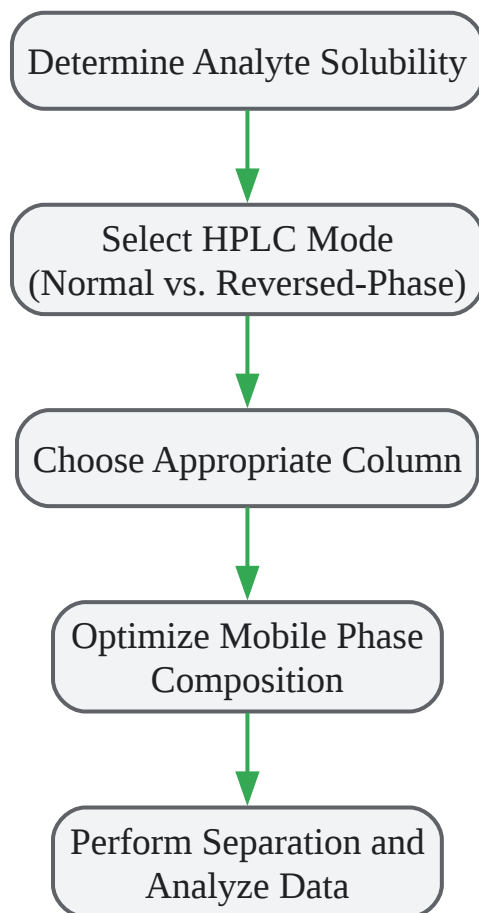 Determine Analyte Solubility
Select HPLC Mode
(Normal vs. Reversed-Phase)
Choose Appropriate Column
Optimize Mobile Phase
Composition
Perform Separation and
Analyze Data